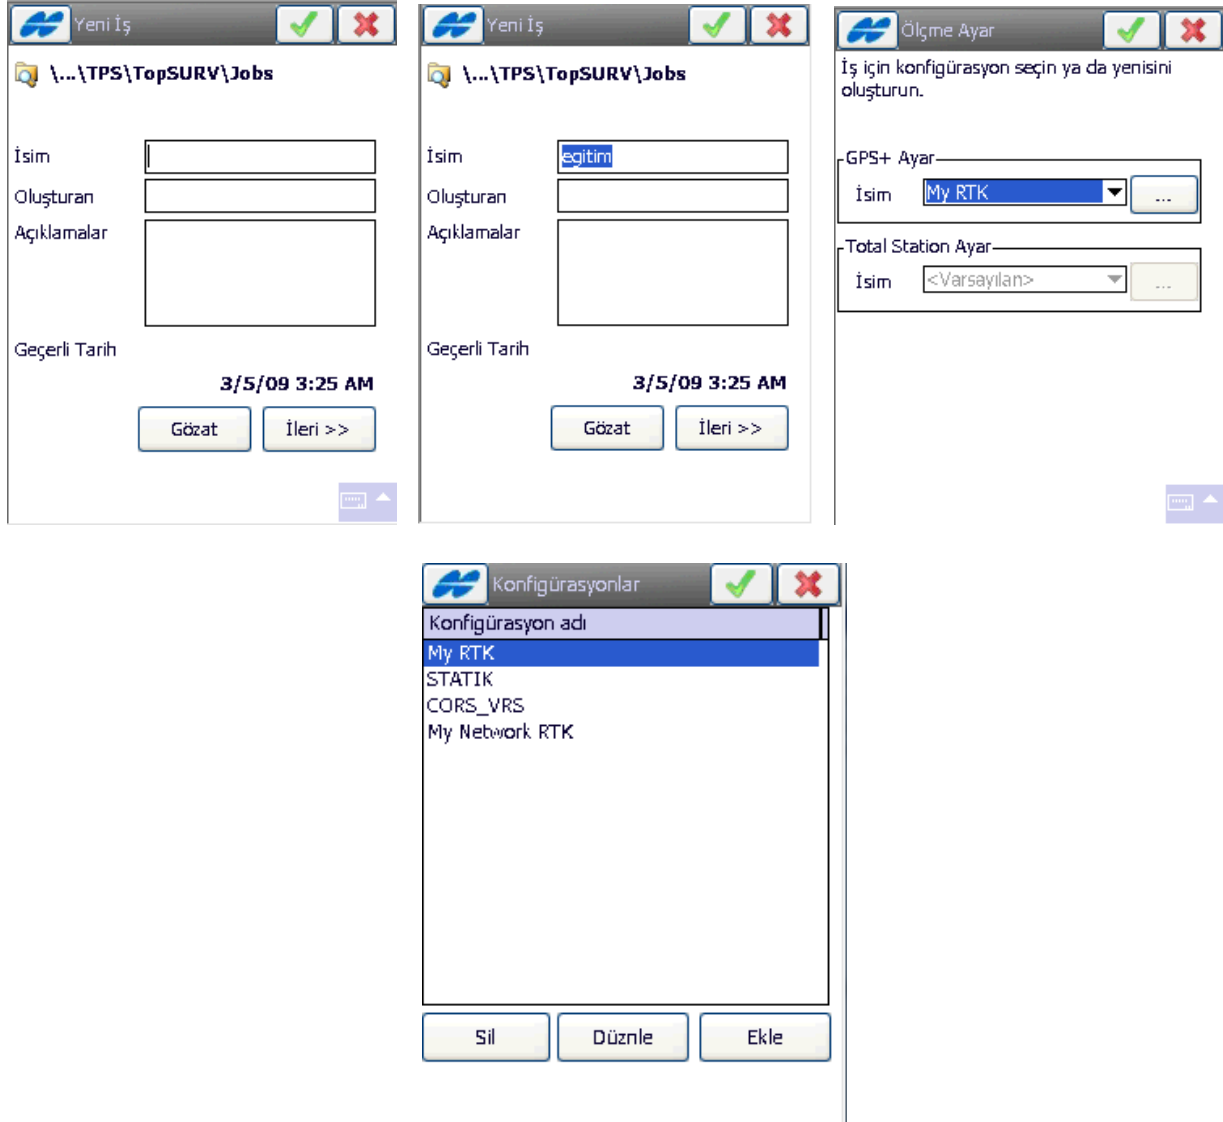 Yeni İş
\...\TPS\TopSURV\Jobs
İsim
Oluşturan
Açıklamalar
Geçerli Tarih
3/5/09 3:25 AM
Gözat
İleri >>
Yeni İş
\...\TPS\TopSURV\Jobs
İsim egitim
Oluşturan
Açıklamalar
Geçerli Tarih
3/5/09 3:25 AM
Gözat
İleri >>
Ölçme Ayar
İş için konfigürasyon seçin ya da yenisini
oluşturun.
GPS+ Ayar
İsim My RTK ...
Total Station Ayar
İsim <Varsayılan> ...
Konfigürasyonlar
Konfigürasyon adı
My RTK
STATIK
CORS_VRS
My Network RTK
Sil
Düznle
Ekle